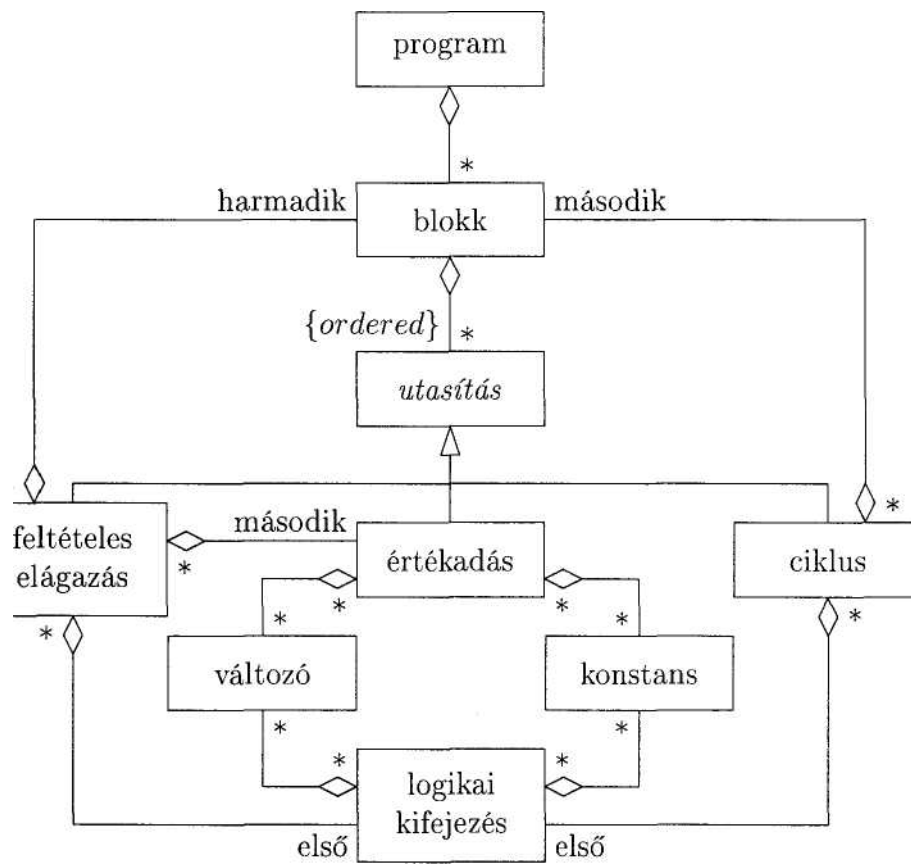 program
*
harmadik
második
blokk
{ordered}
*
utasítás
feltételes
elágazás
*
második
értékadás
*
*
ciklus
*
*
*
*
*
*
változó
konstans
*
*
*
*
logikai
kifejezés
első
első